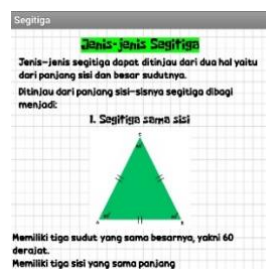 Segitiga
Jenis-jenis Segitiga
Jenis-jenis segitiga dapat ditinjau dari dua hal yaitu
dari panjang sisi dan besar sudutnya.
Ditinjau dari panjang sisi-sisnya segitiga dibagi
menjadi:
1. Segitiga sama sisi
Memiliki tiga sudut yang sama besarnya, yakni 60
derajat.
Memiliki tiga sisi yang sama panjang